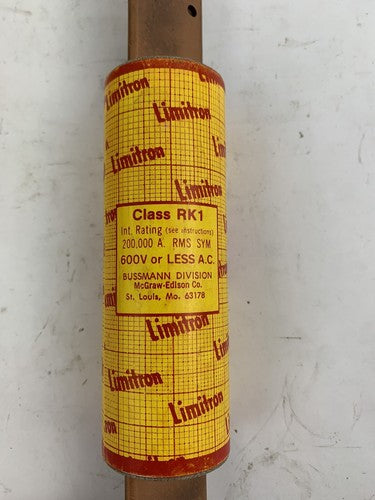 Limitron
Limitron
Limitron
Limitron
Class RK1
Int. Rating (see instructions)
200,000 A. RMS SYM
600V or LESS A.C.
BUSSMANN DIVISION
McGraw-Edison Co.
St. Louis, Mo. 63178
Limitron
Limitron
Limitron